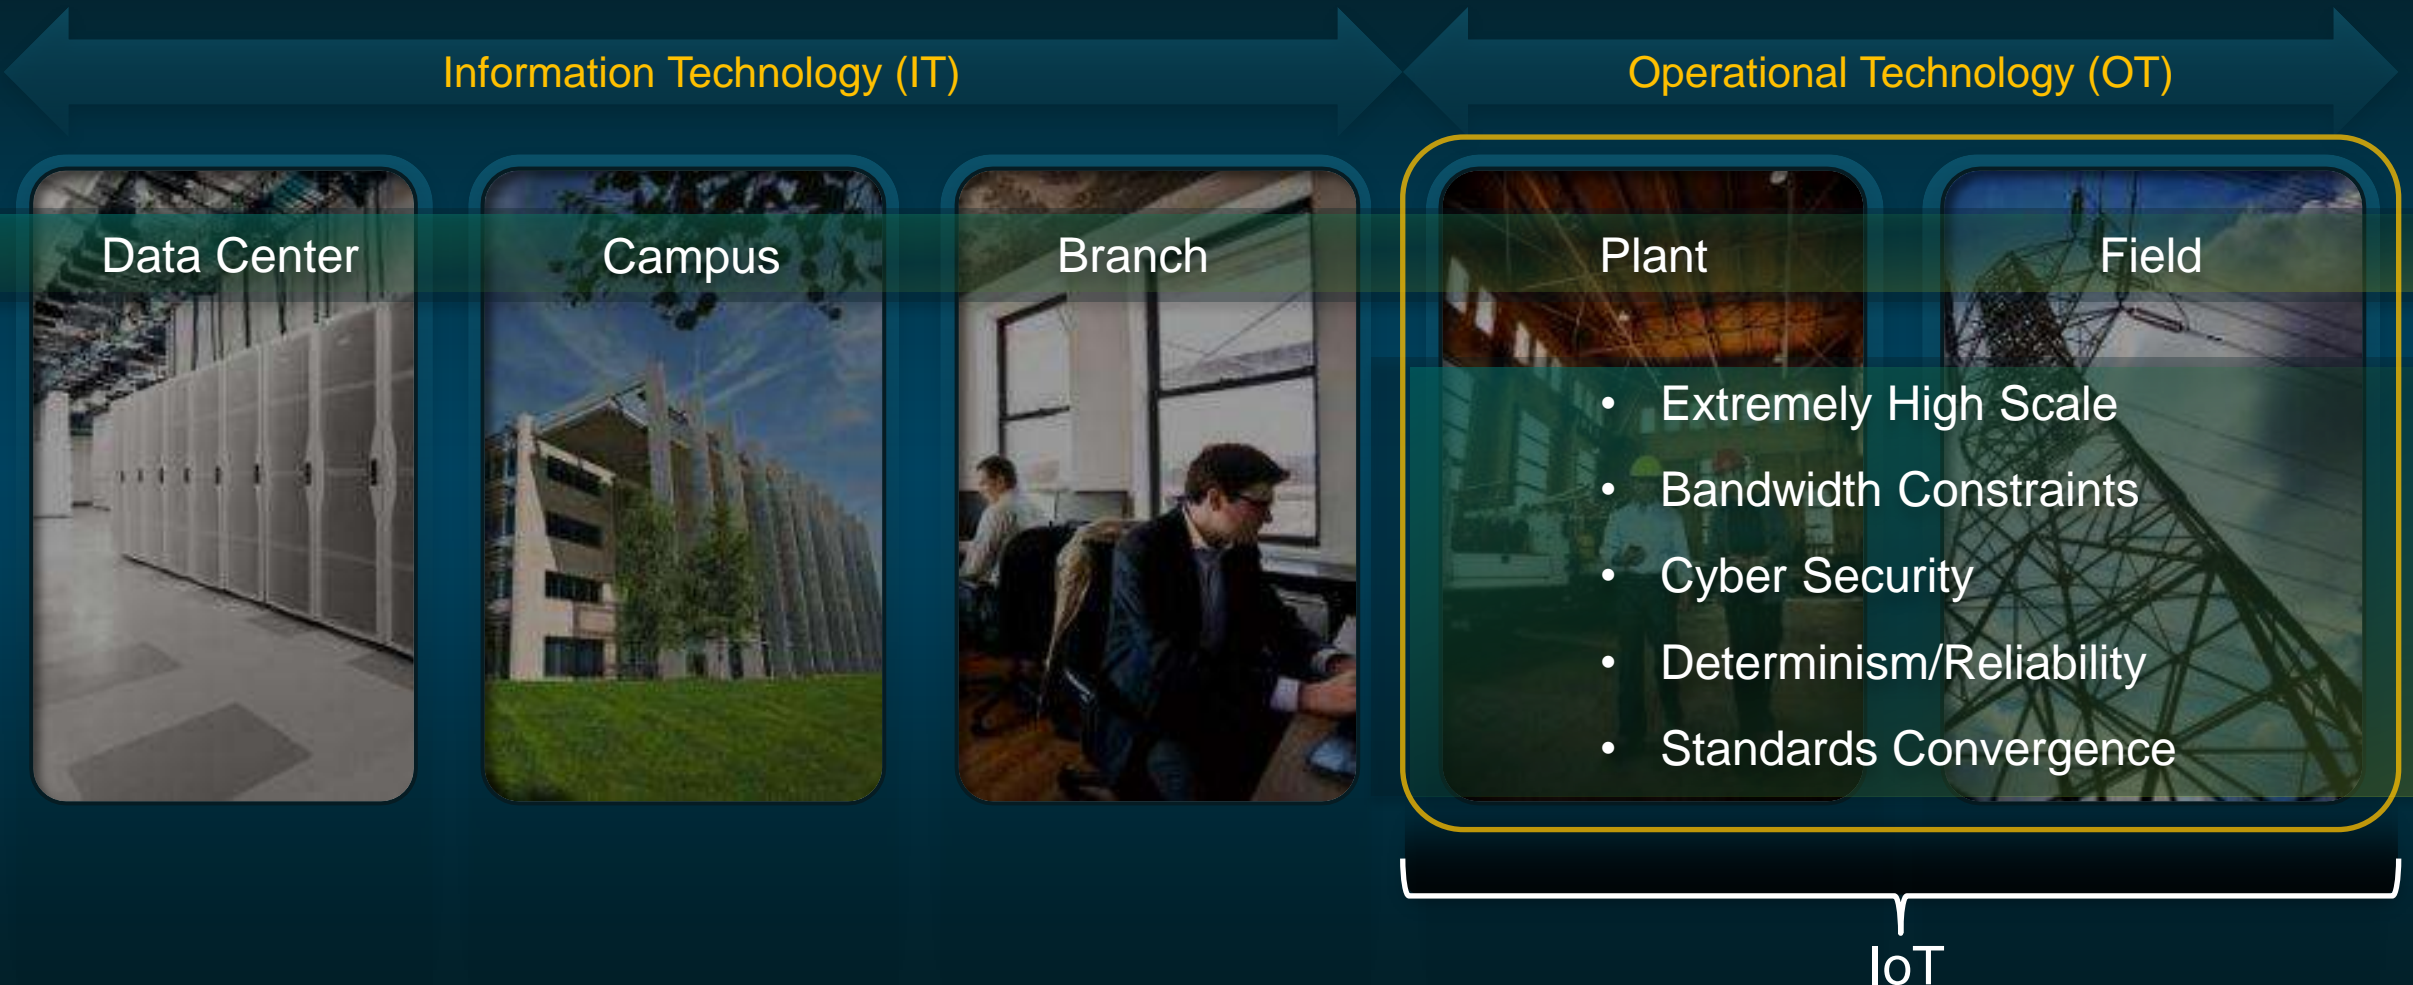 Information Technology (IT)
Operational Technology (OT)
Data Center
Campus
Branch
Plant
Field
• Extremely High Scale
• Bandwidth Constraints
• Cyber Security
• Determinism/Reliability
• Standards Convergence
IoT